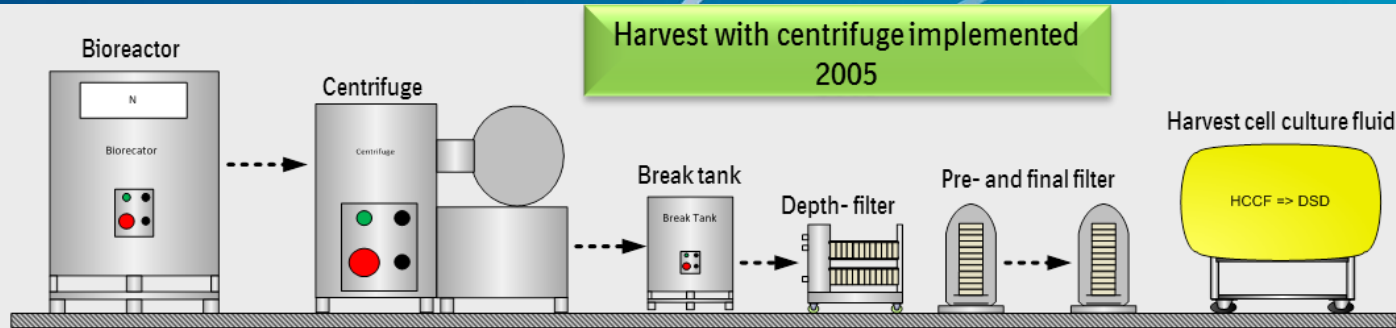 Harvest with centrifuge implemented
2005
Bioreactor
N
Biorecator
Centrifuge
Centrifuge
Break tank
Break Tank
Depth- filter
Pre- and final filter
Harvest cell culture fluid
HCCF => DSD